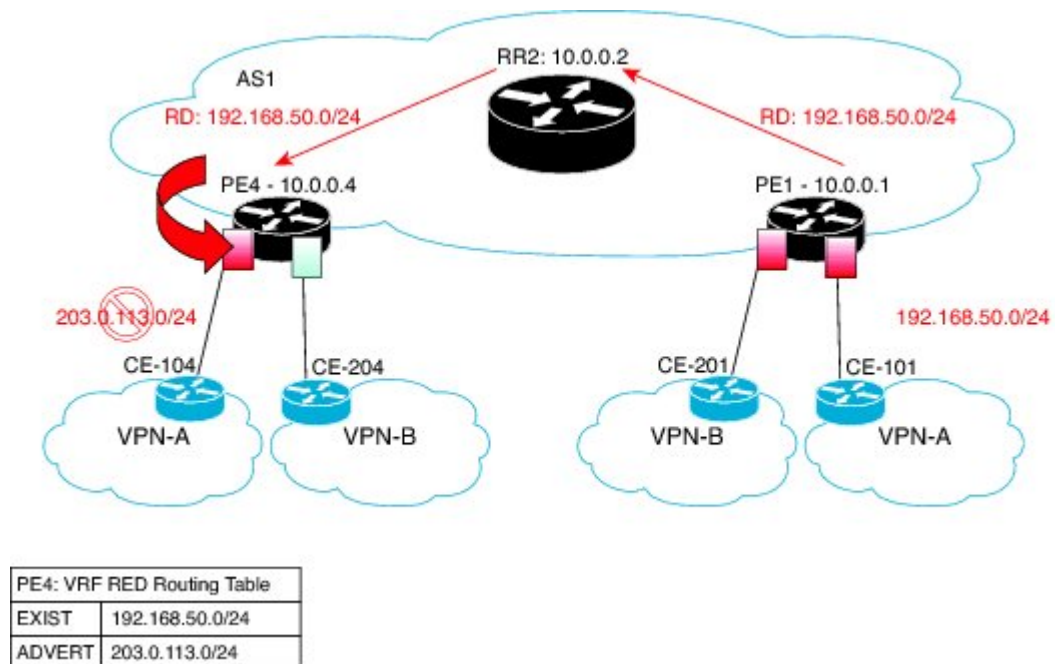 RR2: 10.0.0.2
AS1
RD: 192.168.50.0/24
RD: 192.168.50.0/24
PE4 - 10.0.0.4
PE1 - 10.0.0.1
203.0.113.0/24
192.168.50.0/24
CE-104
CE-204
CE-201
CE-101
VPN-A
VPN-B
VPN-B
VPN-A
PE4: VRF RED Routing Table
EXIST 192.168.50.0/24
ADVERT 203.0.113.0/24